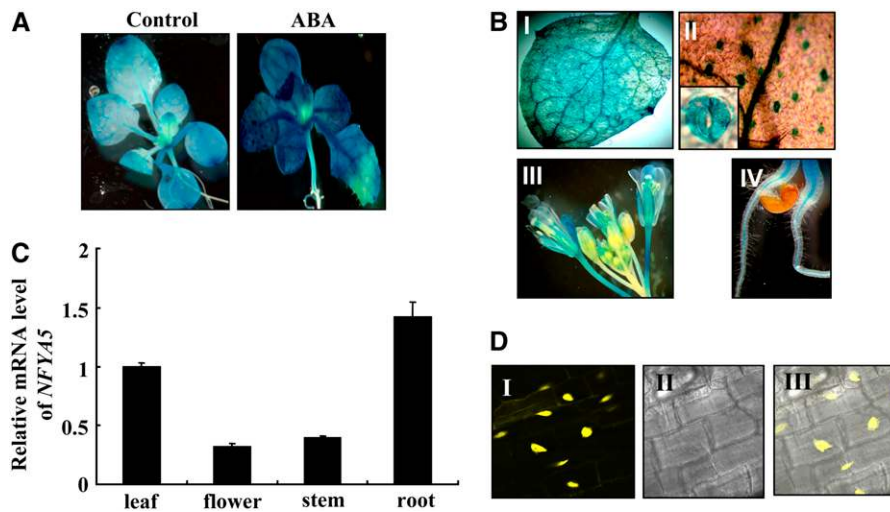 A
Control
ABA
B
I
II
III
IV
C
Relative mRNA level
of NFYA5
2
1.5
1
0.5
0
leaf
flower
stem
root
D
I
II
III